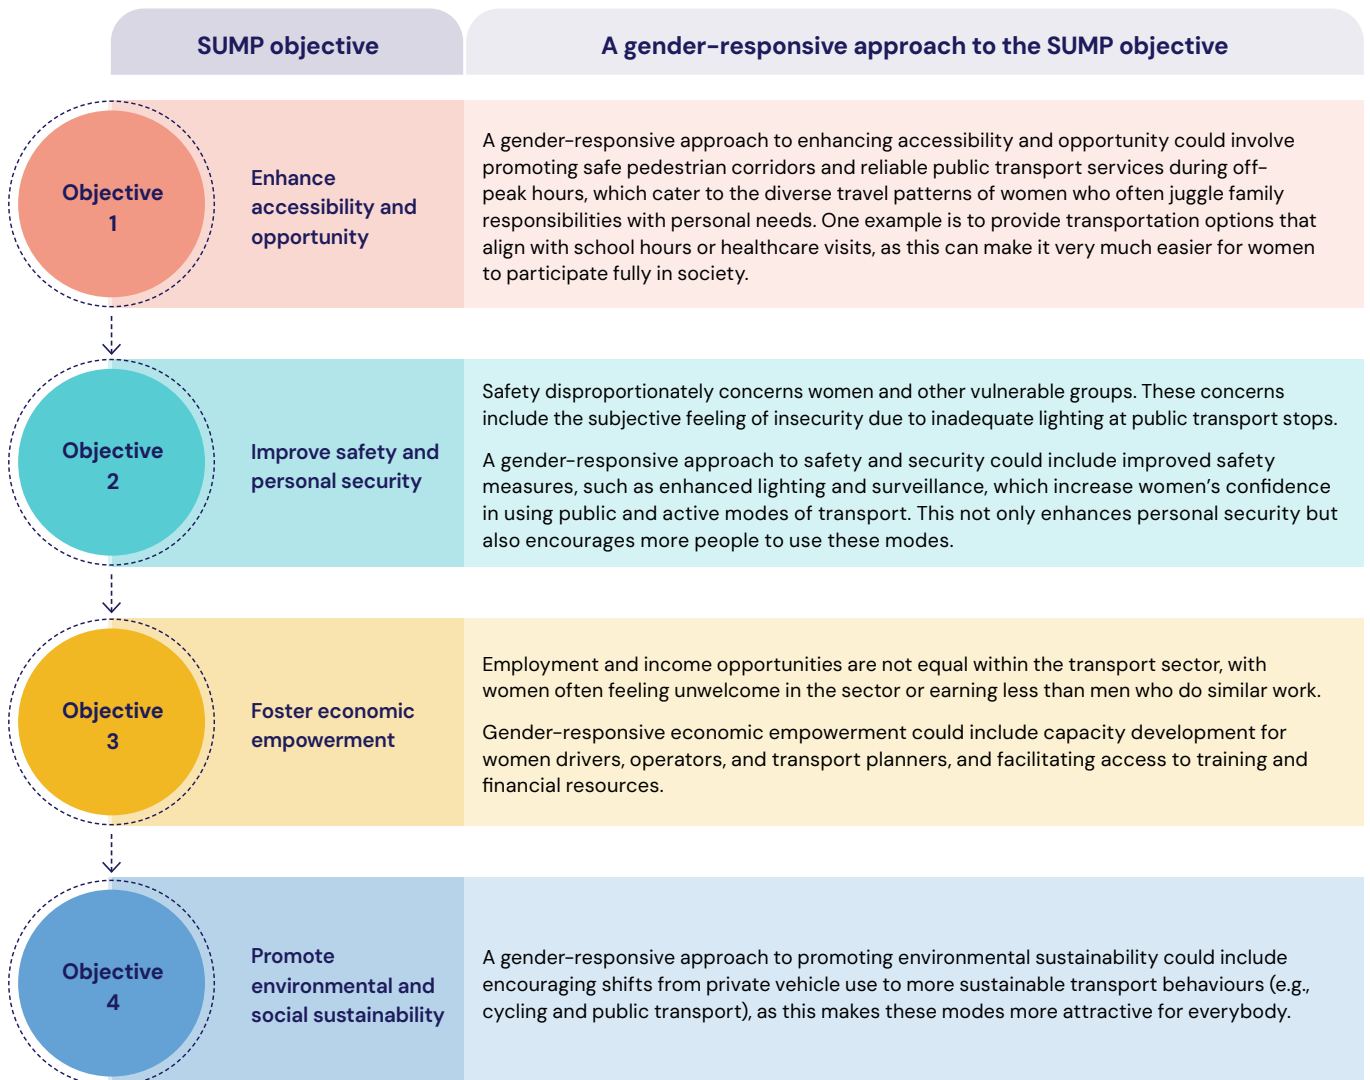 SUMP objective
A gender-responsive approach to the SUMP objective
Objective
1
Enhance
accessibility and
opportunity
A gender-responsive approach to enhancing accessibility and opportunity could involve
promoting safe pedestrian corridors and reliable public transport services during off-
peak hours, which cater to the diverse travel patterns of women who often juggle family
responsibilities with personal needs. One example is to provide transportation options that
align with school hours or healthcare visits, as this can make it very much easier for women
to participate fully in society.
Objective
2
Improve safety and
personal security
Safety disproportionately concerns women and other vulnerable groups. These concerns
include the subjective feeling of insecurity due to inadequate lighting at public transport stops.
A gender-responsive approach to safety and security could include improved safety
measures, such as enhanced lighting and surveillance, which increase women’s confidence
in using public and active modes of transport. This not only enhances personal security but
also encourages more people to use these modes.
Objective
3
Foster economic
empowerment
Employment and income opportunities are not equal within the transport sector, with
women often feeling unwelcome in the sector or earning less than men who do similar work.
Gender-responsive economic empowerment could include capacity development for
women drivers, operators, and transport planners, and facilitating access to training and
financial resources.
Objective
4
Promote
environmental and
social sustainability
A gender-responsive approach to promoting environmental sustainability could include
encouraging shifts from private vehicle use to more sustainable transport behaviours (e.g.,
cycling and public transport), as this makes these modes more attractive for everybody.